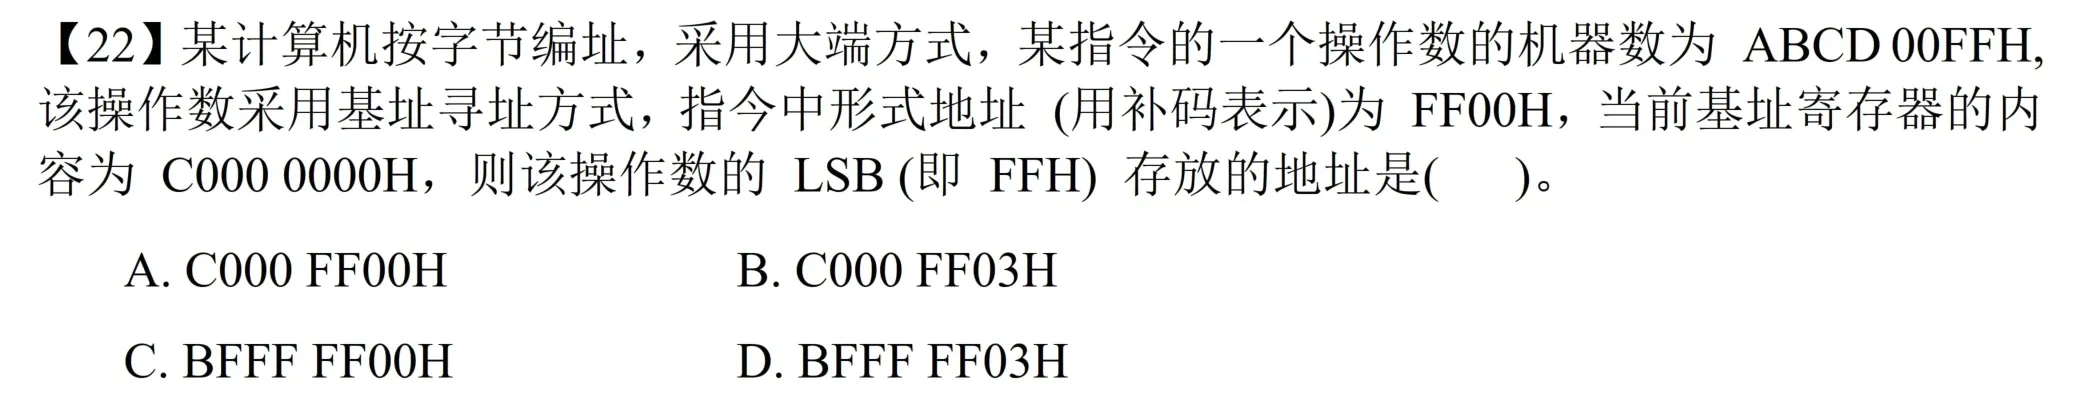 【22】某计算机按字节编址，采用大端方式，某指令的一个操作数的机器数为 ABCD 00FFH,
该操作数采用基址寻址方式，指今中形式地址 (用补码表示)为 FF00H，当前基址寄存器的内
容为 C000 0000H，则该操作数的 LSB (即 FFH) 存放的地址是(    )。
A. C000 FF00H    B. C000 FF03H
C. BFFF FF00H    D. BFFF FF03H